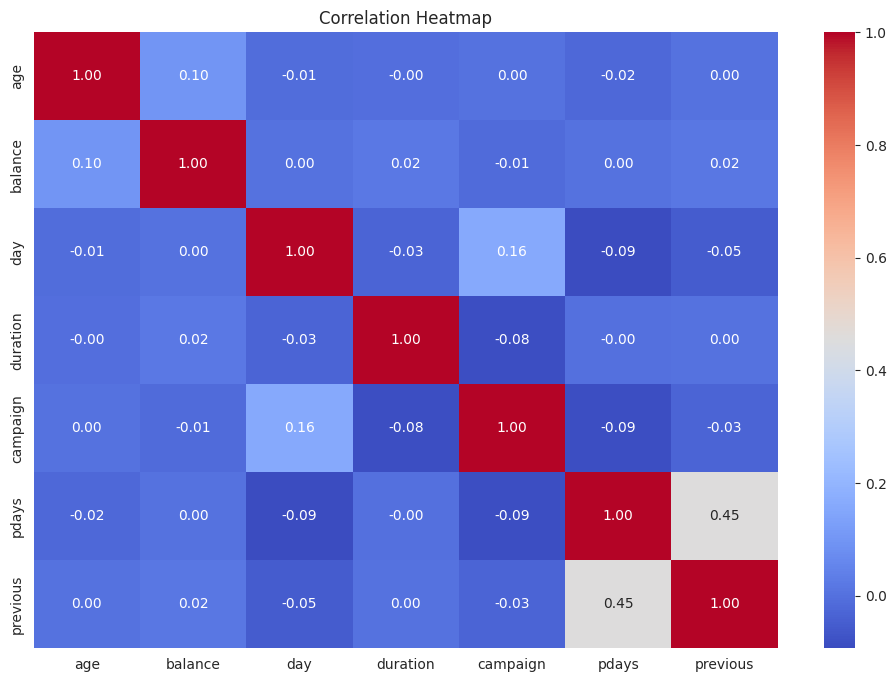 Correlation Heatmap
age 1.00 0.10 -0.01 -0.00 0.00 -0.02 0.00
balance 0.10 1.00 0.00 0.02 -0.01 0.00 0.02
day -0.01 0.00 1.00 -0.03 0.16 -0.09 -0.05
duration -0.00 0.02 -0.03 1.00 -0.08 -0.00 0.00
campaign 0.00 -0.01 0.16 -0.08 1.00 -0.09 -0.03
pdays -0.02 0.00 -0.09 -0.00 -0.09 1.00 0.45
previous 0.00 0.02 -0.05 0.00 -0.03 0.45 1.00
age balance day duration campaign pdays previous
1.0
0.8
0.6
0.4
0.2
0.0